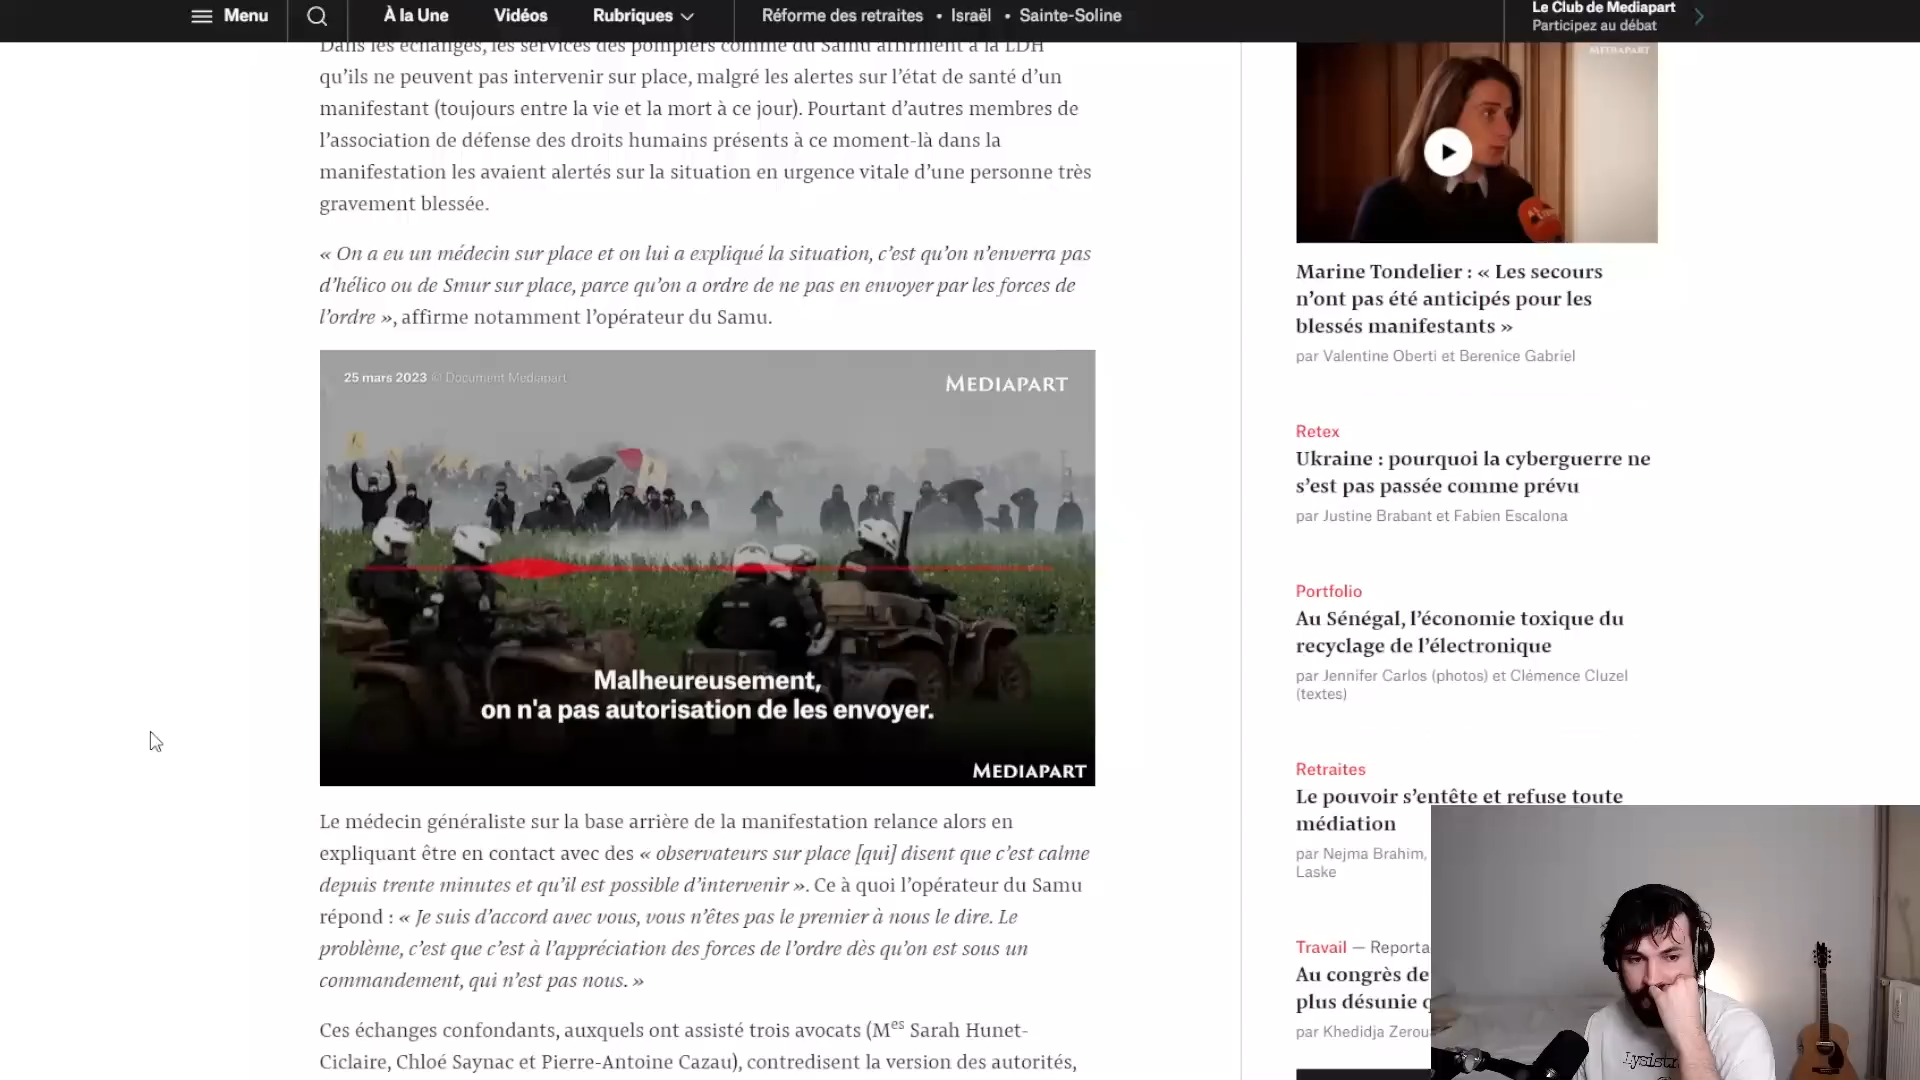 Menu
À la Une
Vidéos
Rubriques
Réforme des retraites • Israël • Sainte-Soline
Le Club de Mediapart
Participez au débat
Dans les échanges, les services des pompiers comme du Samu affirment à la LDH
qu'ils ne peuvent pas intervenir sur place, malgré les alertes sur l'état de santé d'un
manifestant (toujours entre la vie et la mort à ce jour). Pourtant d'autres membres de
l'association de défense des droits humains présents à ce moment-là dans la
manifestation les avaient alertés sur la situation en urgence vitale d'une personne très
gravement blessée.
« On a eu un médecin sur place et on lui a expliqué la situation, c'est qu'on n'enverra pas
d'hélico ou de Smur sur place, parce qu'on a ordre de ne pas en envoyer par les forces de
l'ordre », affirme notamment l'opérateur du Samu.
25 mars 2023 © Document Mediapart
MEDIAPART
Malheureusement,
on n'a pas autorisation de les envoyer.
MEDIAPART
Le médecin généraliste sur la base arrière de la manifestation relance alors en
expliquant être en contact avec des « observateurs sur place [qui] disent que c'est calme
depuis trente minutes et qu'il est possible d'intervenir ». Ce à quoi l'opérateur du Samu
répond : « Je suis d'accord avec vous, vous n'êtes pas le premier à nous le dire. Le
problème, c'est que c'est à l'appréciation des forces de l'ordre dès qu'on est sous un
commandement, qui n'est pas nous. »
Ces échanges confondants, auxquels ont assisté trois avocats (Mes Sarah Hunet-
Ciclaire, Chloé Saynac et Pierre-Antoine Cazau), contredisent la version des autorités,
MEDIAPART
Marine Tondelier : « Les secours
n'ont pas été anticipés pour les
blessés manifestants »
par Valentine Oberti et Berenice Gabriel
Retex
Ukraine : pourquoi la cyberguerre ne
s'est pas passée comme prévu
par Justine Brabant et Fabien Escalona
Portfolio
Au Sénégal, l'économie toxique du
recyclage de l'électronique
par Jennifer Carlos (photos) et Clémence Cluzel
(textes)
Retraites
Le pouvoir s'entête et refuse toute
médiation
par Nejma Brahim,
Laske
Travail — Reporta
Au congrès de
plus désunie
par Khedidja Zerou